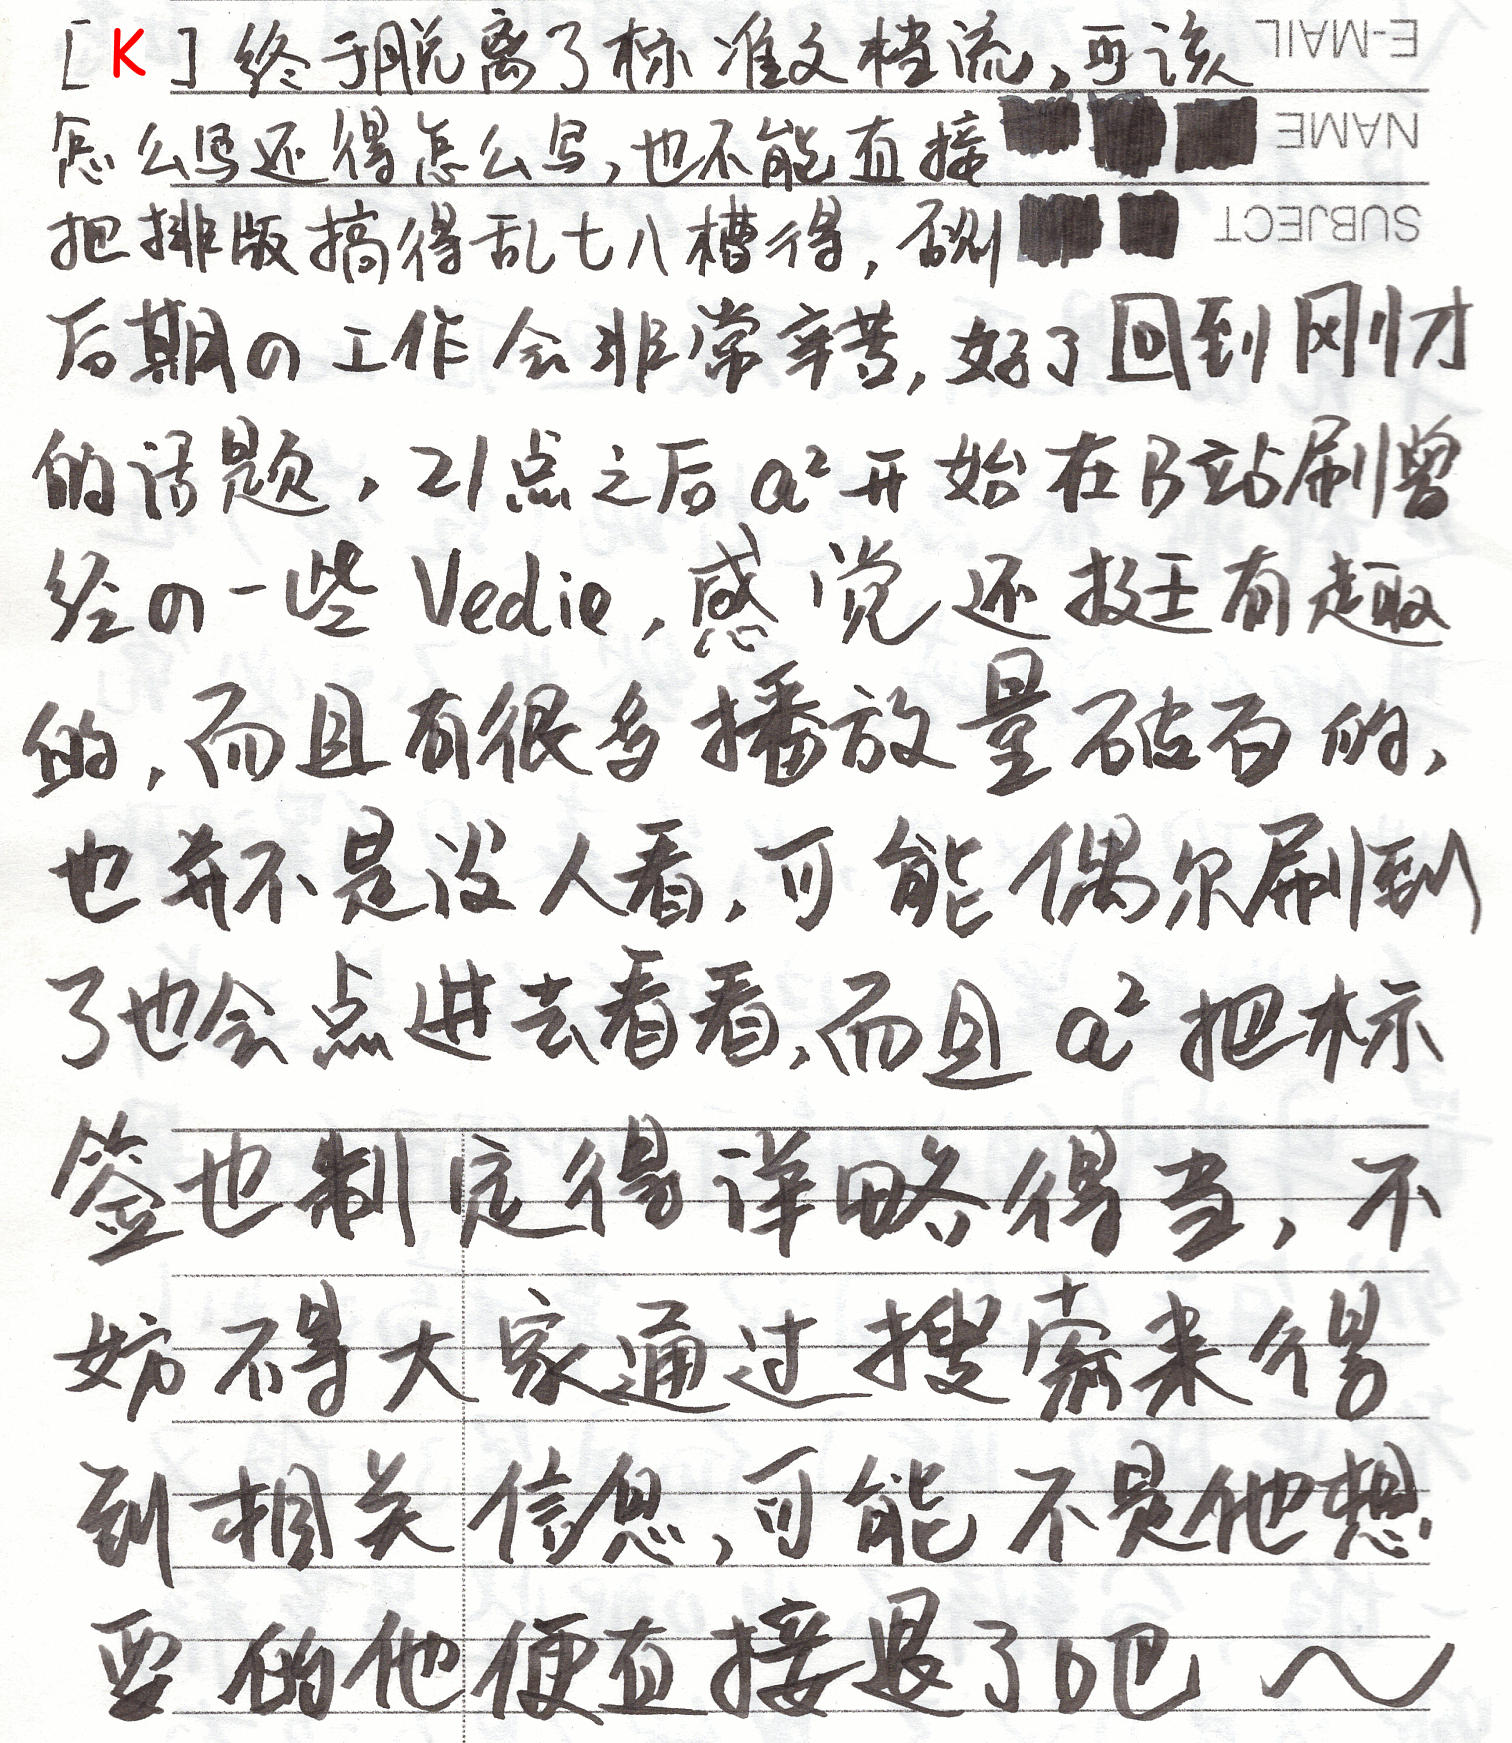 [K] 终于脱离了标准文档流，可该
E-MAIL
怎么写还得怎么写，也不能直接
NAME
把排版搞得乱七八槽得，否则
SUBJECT
后期の工作会非常辛苦，好了回到刚才
的话题，21点之后a²开始在B站刷曾
经の一些Vedio，感觉还挺有趣
的，而且有很多播放量破百的，
也并不是没人看，可能偶尔刷到
了也会点进去看看，而且a²把标
签也制定得详略得当，不
妨不碍大家通过搜索来得
到相关信息，可能不是他想
要的他便直接退了吧～